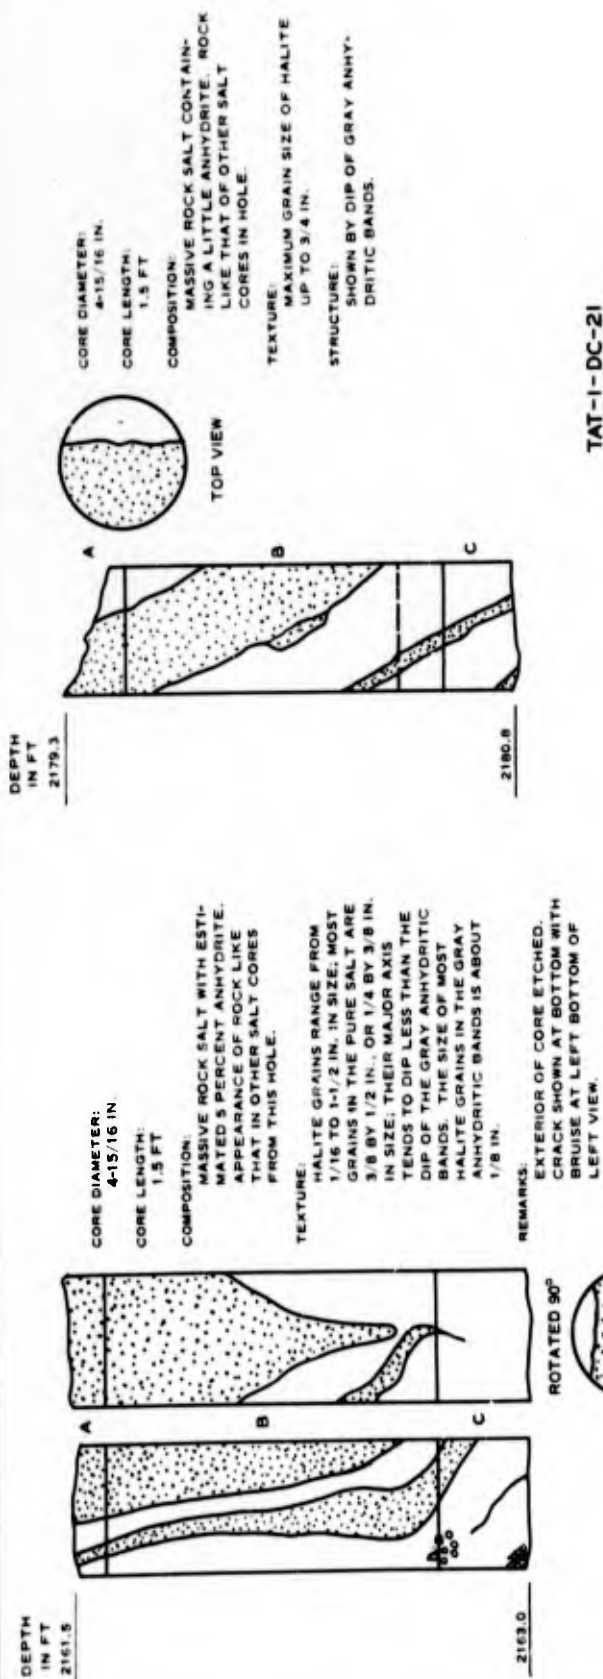 DEPTH
IN FT
2161.5
2163.0
A
B
C
ROTATED 90°
CORE DIAMETER:
4-15/16 IN.
CORE LENGTH:
1.5 FT
COMPOSITION:
MASSIVE ROCK SALT WITH ESTI-
MATED 5 PERCENT ANHYDRITE.
APPEARANCE OF ROCK LIKE
THAT IN OTHER SALT CORES
FROM THIS HOLE.
TEXTURE:
HALITE GRAINS RANGE FROM
1/16 TO 1-1/2 IN. IN SIZE; MOST
GRAINS IN THE PURE SALT ARE
3/8 BY 1/2 IN., OR 1/4 BY 3/8 IN.
IN SIZE; THEIR MAJOR AXIS
TENDS TO DIP LESS THAN THE
DIP OF THE GRAY ANHYDRITIC
BANDS. THE SIZE OF MOST
HALITE GRAINS IN THE GRAY
ANHYDRITIC BANDS IS ABOUT
1/8 IN.
REMARKS:
EXTERIOR OF CORE ETCHED.
CRACK SHOWN AT BOTTOM WITH
BRUISE AT LEFT BOTTOM OF
LEFT VIEW.
DEPTH
IN FT
2179.3
2180.8
A
B
C
TOP VIEW
CORE DIAMETER:
4-15/16 IN.
CORE LENGTH:
1.5 FT
COMPOSITION:
MASSIVE ROCK SALT CONTAIN-
ING A LITTLE ANHYDRITE. ROCK
LIKE THAT OF OTHER SALT
CORES IN HOLE.
TEXTURE:
MAXIMUM GRAIN SIZE OF HALITE
UP TO 3/4 IN.
STRUCTURE:
SHOWN BY DIP OF GRAY ANHY-
DRITIC BANDS.
TAT-1-DC-21